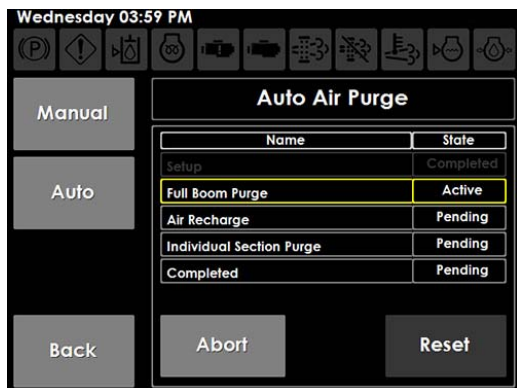 Wednesday 03:59 PM
(P)
Manual
Auto
Back
Auto Air Purge
Name State
Setup Completed
Full Boom Purge Active
Air Recharge Pending
Individual Section Purge Pending
Completed Pending
Abort Reset